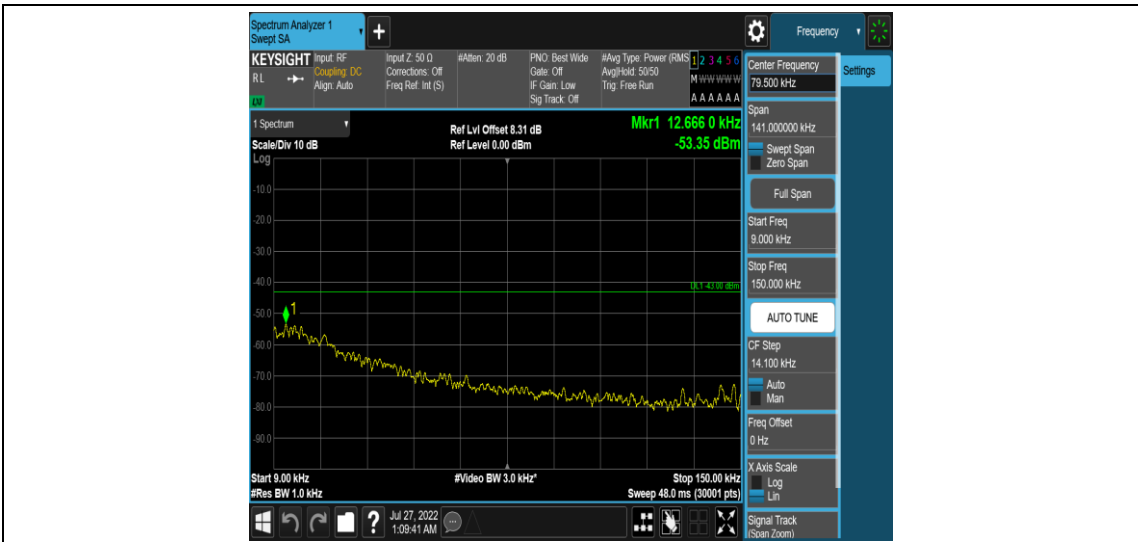 Spectrum Analyzer 1
Swept SA
+
Frequency
KEYSIGHT
RL
LXI
Input: RF
Coupling: DC
Align: Auto
Input Z: 50 Ω
Corrections: Off
Freq Ref: Int (S)
#Atten: 20 dB
PNO: Best Wide
Gate: Off
IF Gain: Low
Sig Track: Off
#Avg Type: Power (RMS
Avg|Hold: 50/50
Trig: Free Run
1 2 3 4 5 6
M W W W W W
A A A A A A
1 Spectrum
Scale/Div 10 dB
Log
Ref Lvl Offset 8.31 dB
Ref Level 0.00 dBm
Mkr1 12.666 0 kHz
-53.35 dBm
-10.0
-20.0
-30.0
-40.0
DL1 -43.00 dBm
-50.0
1
-60.0
-70.0
-80.0
-90.0
Start 9.00 kHz
#Res BW 1.0 kHz
#Video BW 3.0 kHz*
Stop 150.00 kHz
Sweep 48.0 ms (30001 pts)
?
Jul 27, 2022
1:09:41 AM
Center Frequency
79.500 kHz
Settings
Span
141.000000 kHz
Swept Span
Zero Span
Full Span
Start Freq
9.000 kHz
Stop Freq
150.000 kHz
AUTO TUNE
CF Step
14.100 kHz
Auto
Man
Freq Offset
0 Hz
X Axis Scale
Log
Lin
Signal Track
(Span Zoom)